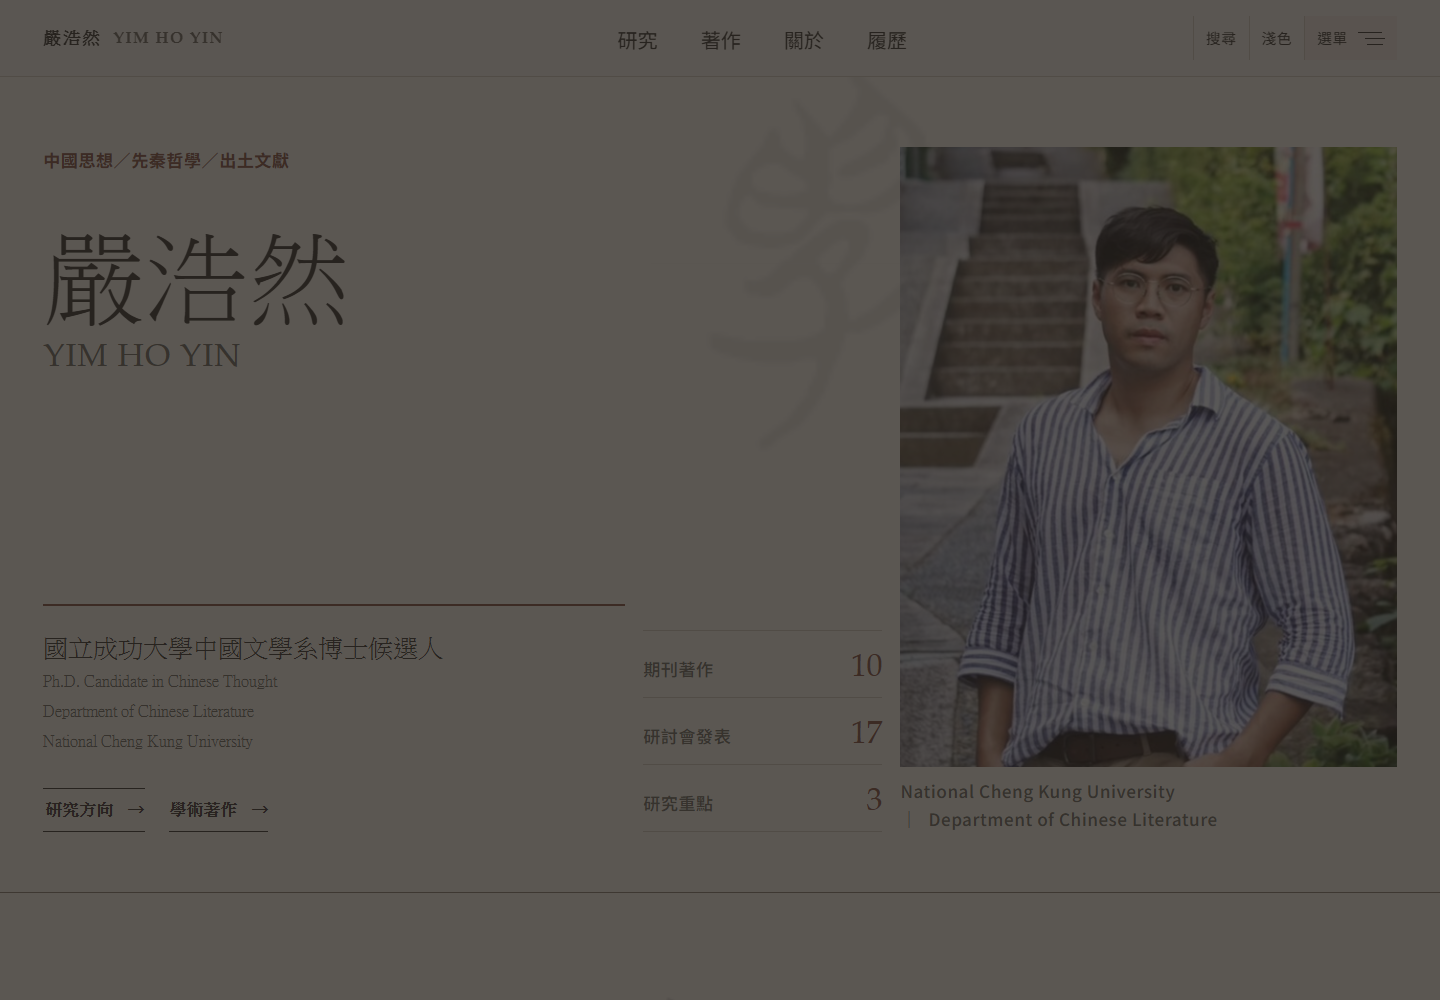 嚴浩然 YIM HO YIN
研究 著作 關於 履歷
搜尋 淺色 選單
中國思想／先秦哲學／出土文獻
嚴浩然
YIM HO YIN
國立成功大學中國文學系博士候選人
Ph.D. Candidate in Chinese Thought
Department of Chinese Literature
National Cheng Kung University
研究方向 →
學術著作 →
期刊著作 10
研討會發表 17
研究重點 3
National Cheng Kung University
| Department of Chinese Literature